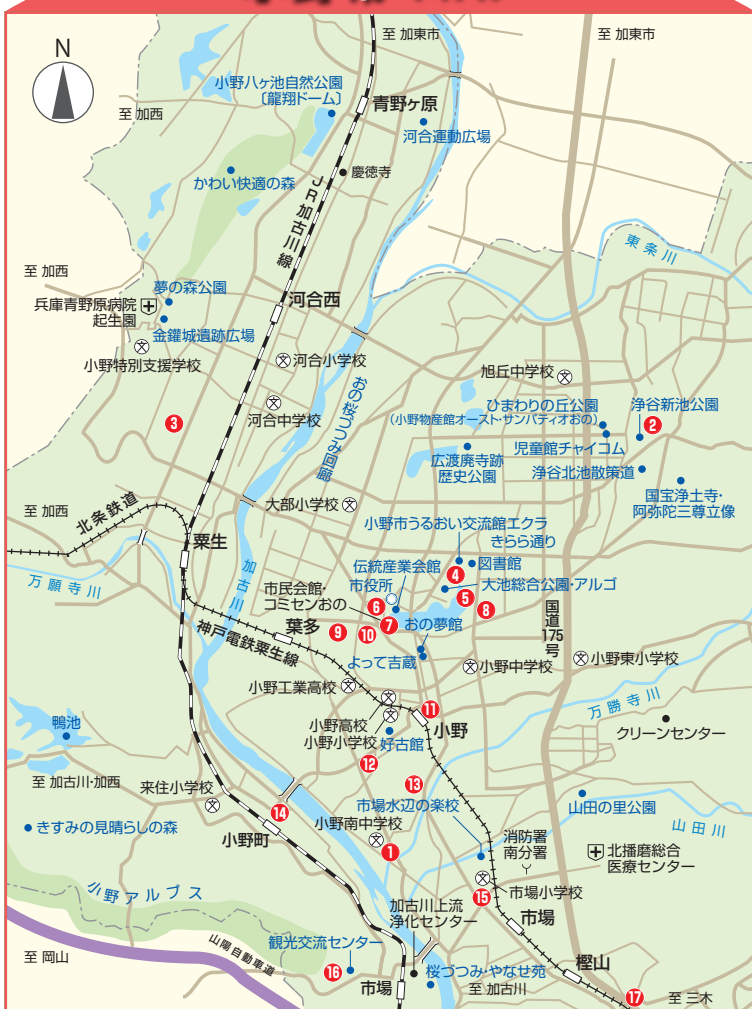 N
至 加東市
至 加東市
小野八ヶ池自然公園
〔龍翔ドーム〕
青野ヶ原
至 加西
河合運動広場
慶徳寺
かわい快適の森
JR加古川線
東条川
至 加西
夢の森公園
兵庫青野原病院
起生園
河合西
金鑵城遺跡広場
小野特別支援学校
河合小学校
旭丘中学校
おの桜づつみ回廊
ひまわりの丘公園
(小野物産館オースト・サンパティオおの)
浄谷新池公園
2
3
河合中学校
児童館チャイコム
広渡廃寺跡
歴史公園
浄谷北池散策道
国宝浄土寺・
阿弥陀三尊立像
北条鉄道
至 加西
大部小学校
小野市うるおい交流館エクラ
きらら通り
粟生
図書館
伝統産業会館
4
大池総合公園・アルゴ
万願寺川
加古川
市民会館・
コミセンおの
市役所
5
6
8
国道
175
号
7
葉多
9
10
おの夢館
神戸電鉄粟生線
よって吉蔵
小野中学校
小野東小学校
小野工業高校
万勝寺川
11
小野高校
小野小学校
小野
クリーンセンター
鴨池
好古館
12
至 加古川・加西
来住小学校
13
市場水辺の楽校
山田の里公園
14
きすみの見晴らしの森
小野町
小野南中学校
消防署
南分署
山田川
1
北播磨総合
医療センター
小野アルプス
市場小学校
15
加古川上流
浄化センター
市場
至 岡山
山陽自動車道
観光交流センター
樫山
16
桜づつみ・やなせ苑
市場
至 加古川
17
至 三木